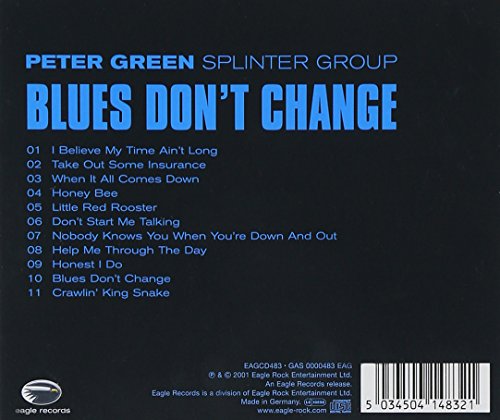 PETER GREEN SPLINTER GROUP
BLUES DON'T CHANGE
01 I Believe My Time Ain't Long
02 Take Out Some Insurance
03 When It All Comes Down
04 Honey Bee
05 Little Red Rooster
06 Don't Start Me Talking
07 Nobody Knows You When You're Down And Out
08 Help Me Through The Day
09 Honest I Do
10 Blues Don't Change
11 Crawlin' King Snake
EAGCD483 • GAS 0000483 EAG
℗ & © 2001 Eagle Rock Entertainment Ltd.
An Eagle Records release.
Eagle Records is a division of Eagle Rock Entertainment Ltd.
Made in Germany.
www.eagle-rock.com
eagle records
5 034504 148321